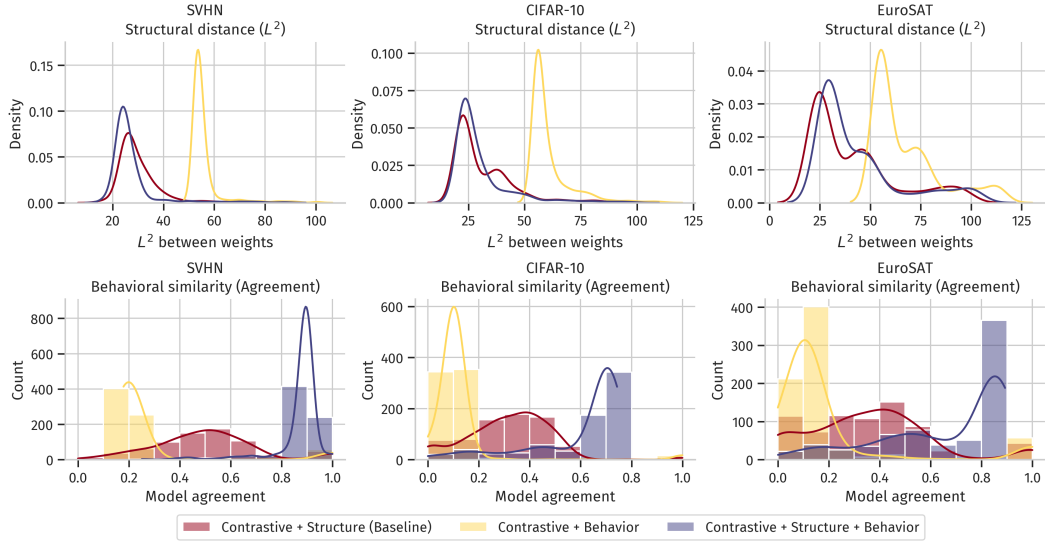 SVHN
Structural distance (L²)
0.15
0.10
0.05
0.00
Density
20 40 60 80 100
L² between weights
CIFAR-10
Structural distance (L²)
0.100
0.075
0.050
0.025
0.000
Density
25 50 75 100 125
L² between weights
EuroSAT
Structural distance (L²)
0.04
0.03
0.02
0.01
0.00
Density
0 25 50 75 100 125
L² between weights
SVHN
Behavioral similarity (Agreement)
800
600
400
200
0
Count
0.0 0.2 0.4 0.6 0.8 1.0
Model agreement
CIFAR-10
Behavioral similarity (Agreement)
600
400
200
0
Count
0.0 0.2 0.4 0.6 0.8 1.0
Model agreement
EuroSAT
Behavioral similarity (Agreement)
400
300
200
100
0
Count
0.0 0.2 0.4 0.6 0.8 1.0
Model agreement
Contrastive + Structure (Baseline) Contrastive + Behavior Contrastive + Structure + Behavior